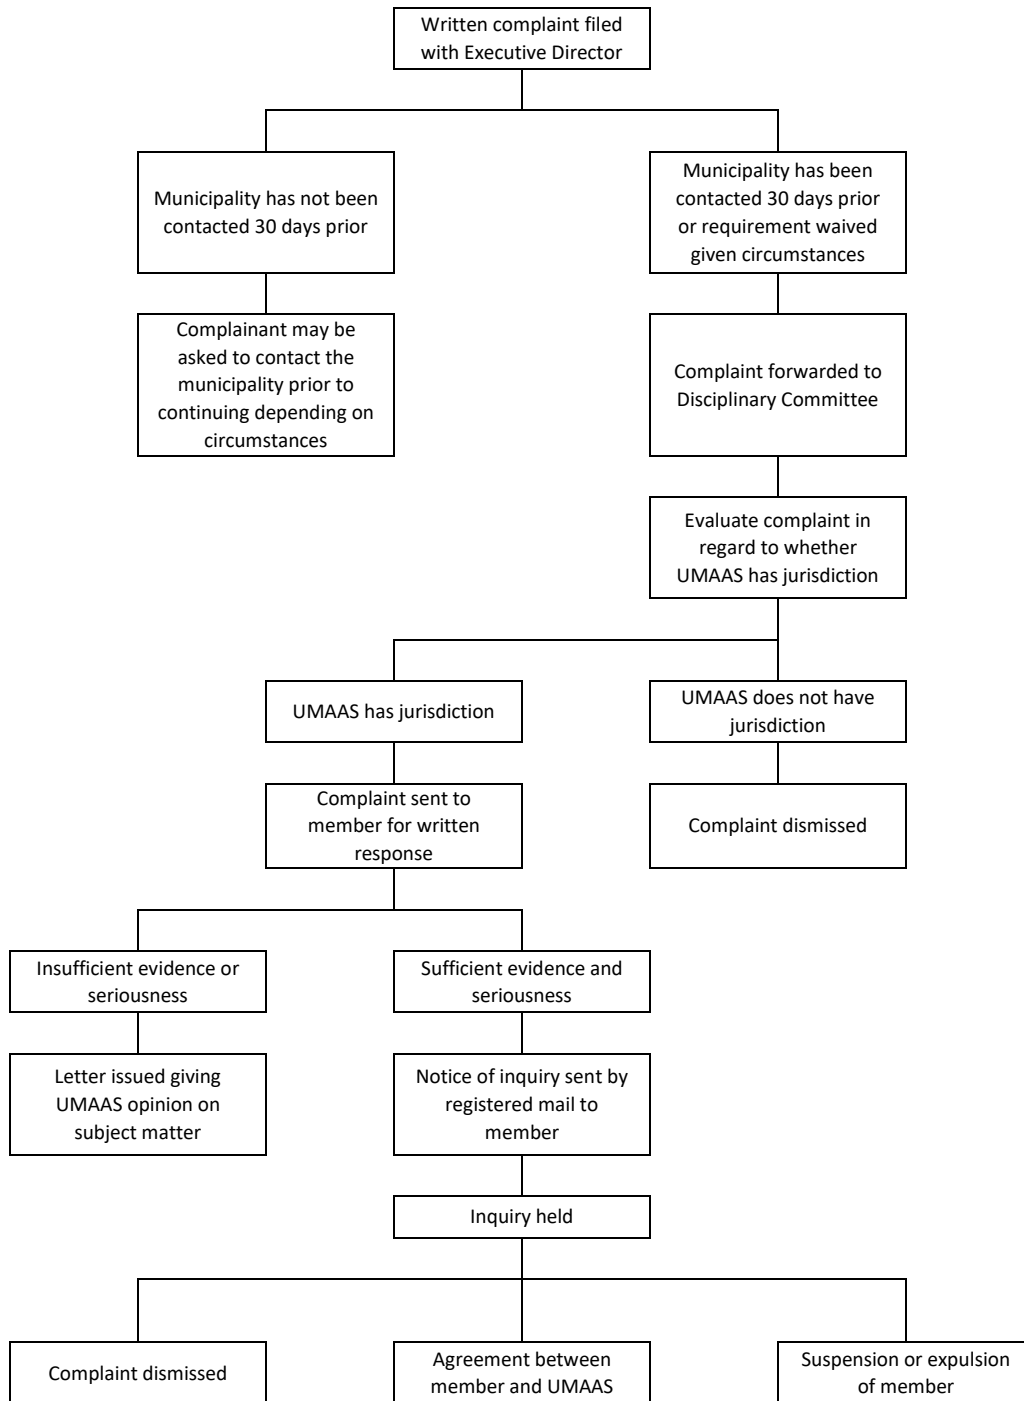 Written complaint filed
with Executive Director
Municipality has not been
contacted 30 days prior
Municipality has been
contacted 30 days prior
or requirement waived
given circumstances
Complainant may be
asked to contact the
municipality prior to
continuing depending on
circumstances
Complaint forwarded to
Disciplinary Committee
Evaluate complaint in
regard to whether
UMAAS has jurisdiction
UMAAS has jurisdiction
UMAAS does not have
jurisdiction
Complaint sent to
member for written
response
Complaint dismissed
Insufficient evidence or
seriousness
Sufficient evidence and
seriousness
Letter issued giving
UMAAS opinion on
subject matter
Notice of inquiry sent by
registered mail to
member
Inquiry held
Complaint dismissed
Agreement between
member and UMAAS
Suspension or expulsion
of member